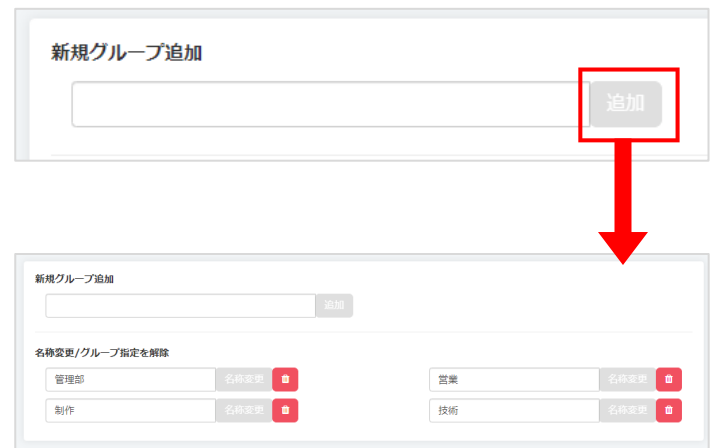 新規グループ追加
追加
新規グループ追加
追加
名称変更/グループ指定を解除
管理部 名称変更 営業 名称変更
制作 名称変更 技術 名称変更